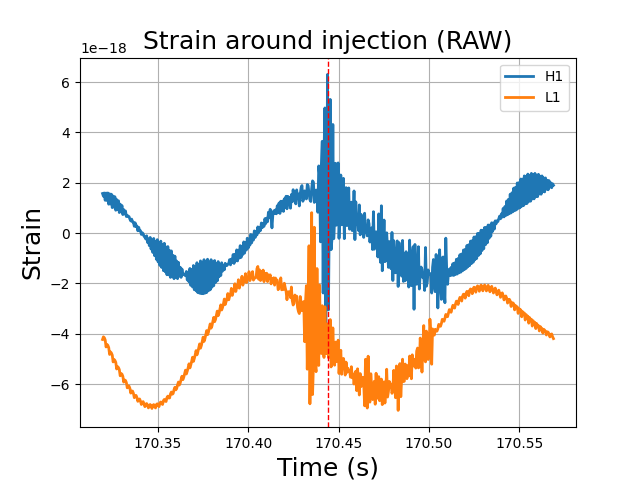 Strain around injection (RAW)
1e−18
H1
L1
6
4
2
0
−2
−4
−6
Strain
170.35 170.40 170.45 170.50 170.55
Time (s)